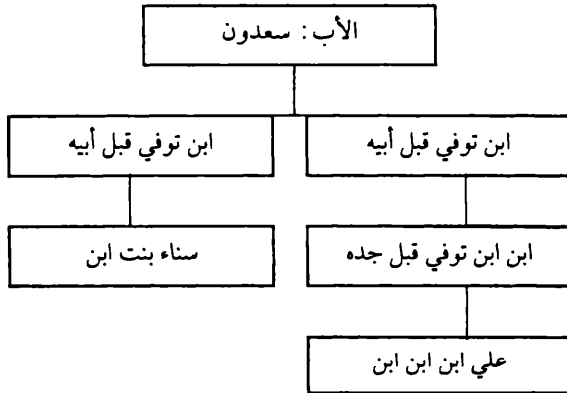 الأب: سعدون
ابن توفي قبل أبيه
ابن توفي قبل أبيه
ابن ابن توفي قبل جده
سناء بنت ابن
علي ابن ابن ابن